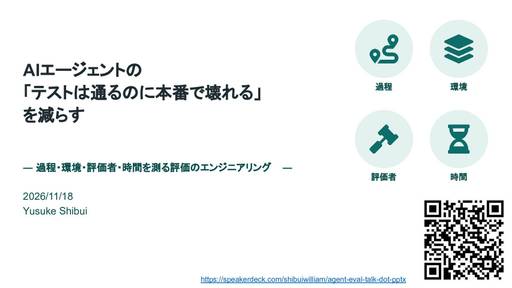 AIエージェントの
「テストは通るのに本番で壊れる」
を減らす
― 過程・環境・評価者・時間を測る評価のエンジニアリング ―
2026/11/18
Yusuke Shibui
過程
環境
評価者
時間
https://speakerdeck.com/shibuiwilliam/agent-eval-talk-dot-pptx